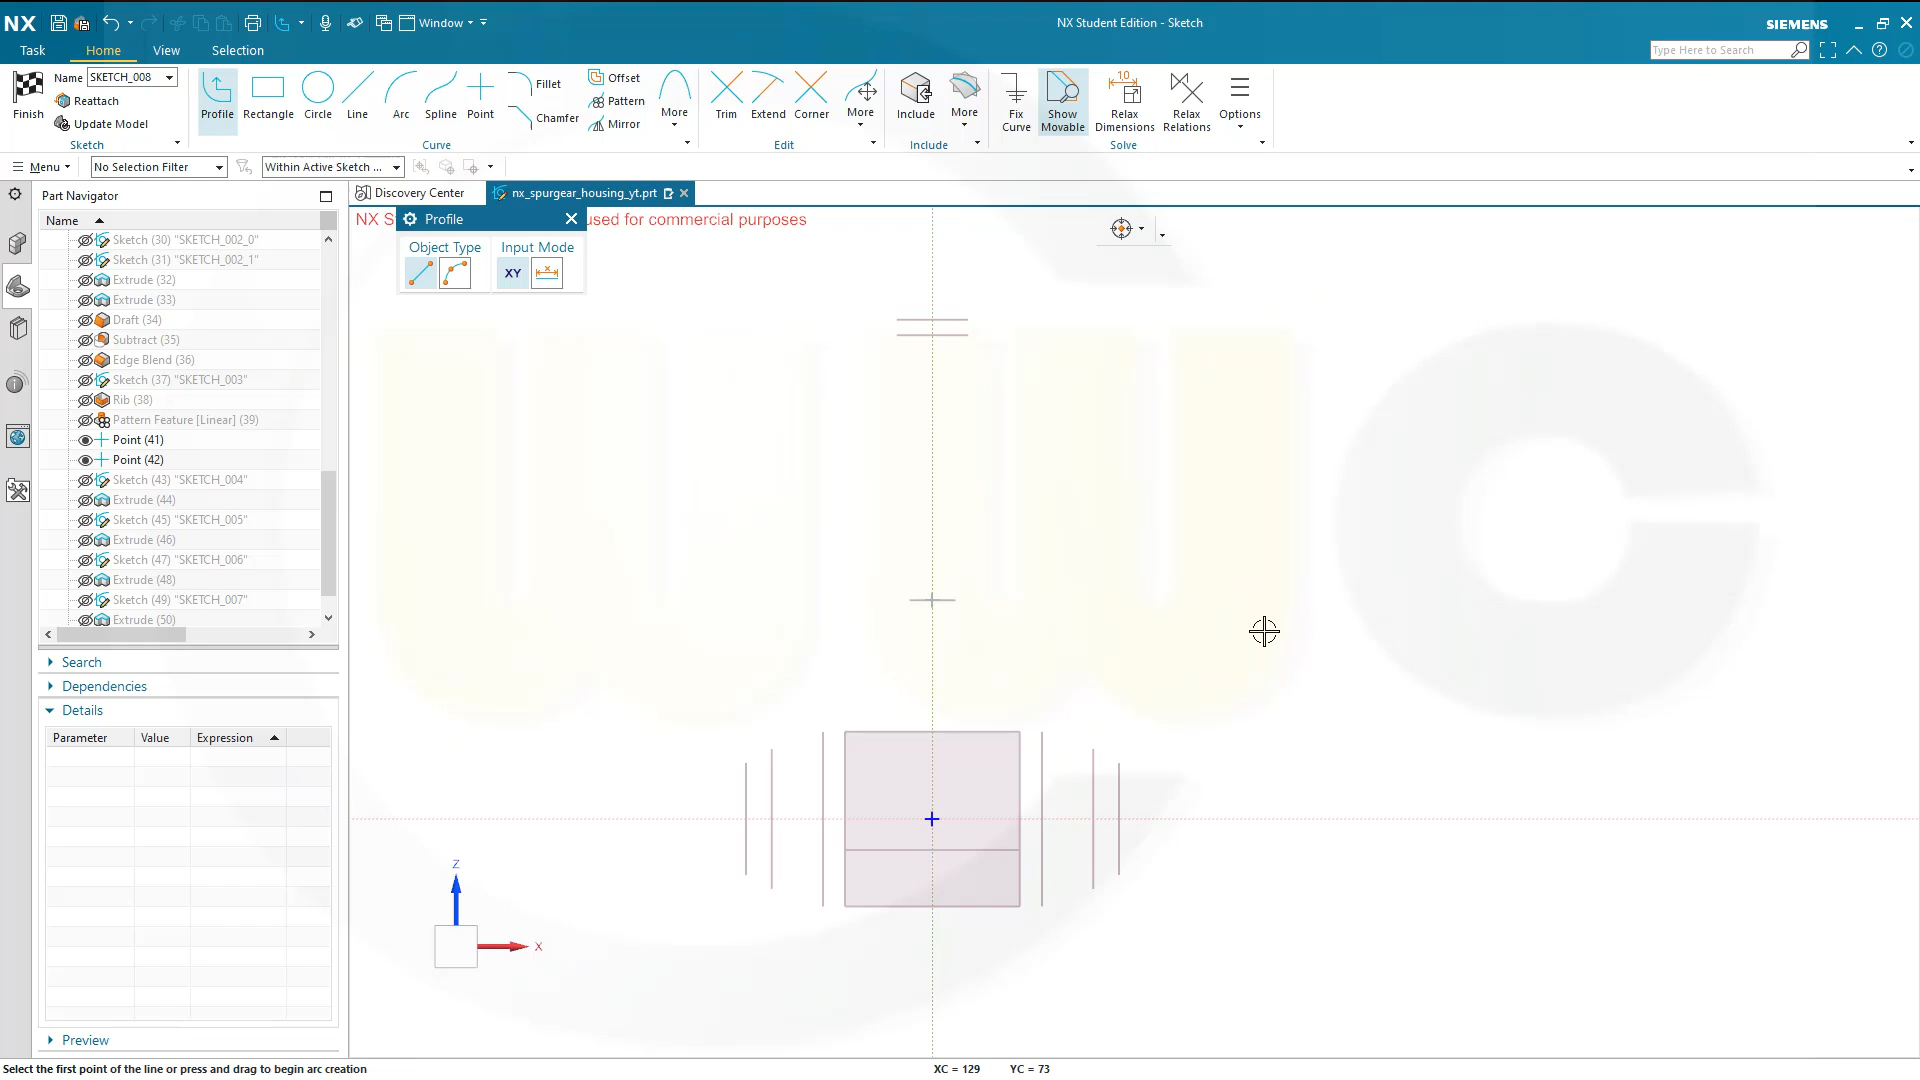 NX
Window
NX Student Edition - Sketch
SIEMENS
Task
Home
View
Selection
Type Here to Search
Finish
Name
SKETCH_008
Reattach
Update Model
Sketch
Profile
Rectangle
Circle
Line
Arc
Spline
Point
Fillet
Chamfer
Offset
Pattern
Mirror
More
Curve
Trim
Extend
Corner
More
Edit
Include
More
Include
Fix
Curve
Show
Movable
Relax
Dimensions
Relax
Relations
Options
Solve
Menu
No Selection Filter
Within Active Sketch ...
Part Navigator
Discovery Center
nx_spurgear_housing_yt.prt
Name
Sketch (30) "SKETCH_002_0"
Sketch (31) "SKETCH_002_1"
Extrude (32)
Extrude (33)
Draft (34)
Subtract (35)
Edge Blend (36)
Sketch (37) "SKETCH_003"
Rib (38)
Pattern Feature [Linear] (39)
Point (41)
Point (42)
Sketch (43) "SKETCH_004"
Extrude (44)
Sketch (45) "SKETCH_005"
Extrude (46)
Sketch (47) "SKETCH_006"
Extrude (48)
Sketch (49) "SKETCH_007"
Extrude (50)
Search
Dependencies
Details
Parameter
Value
Expression
Preview
NX S
used for commercial purposes
Profile
Object Type
Input Mode
XY
Z
X
Select the first point of the line or press and drag to begin arc creation
XC = 129
YC = 73